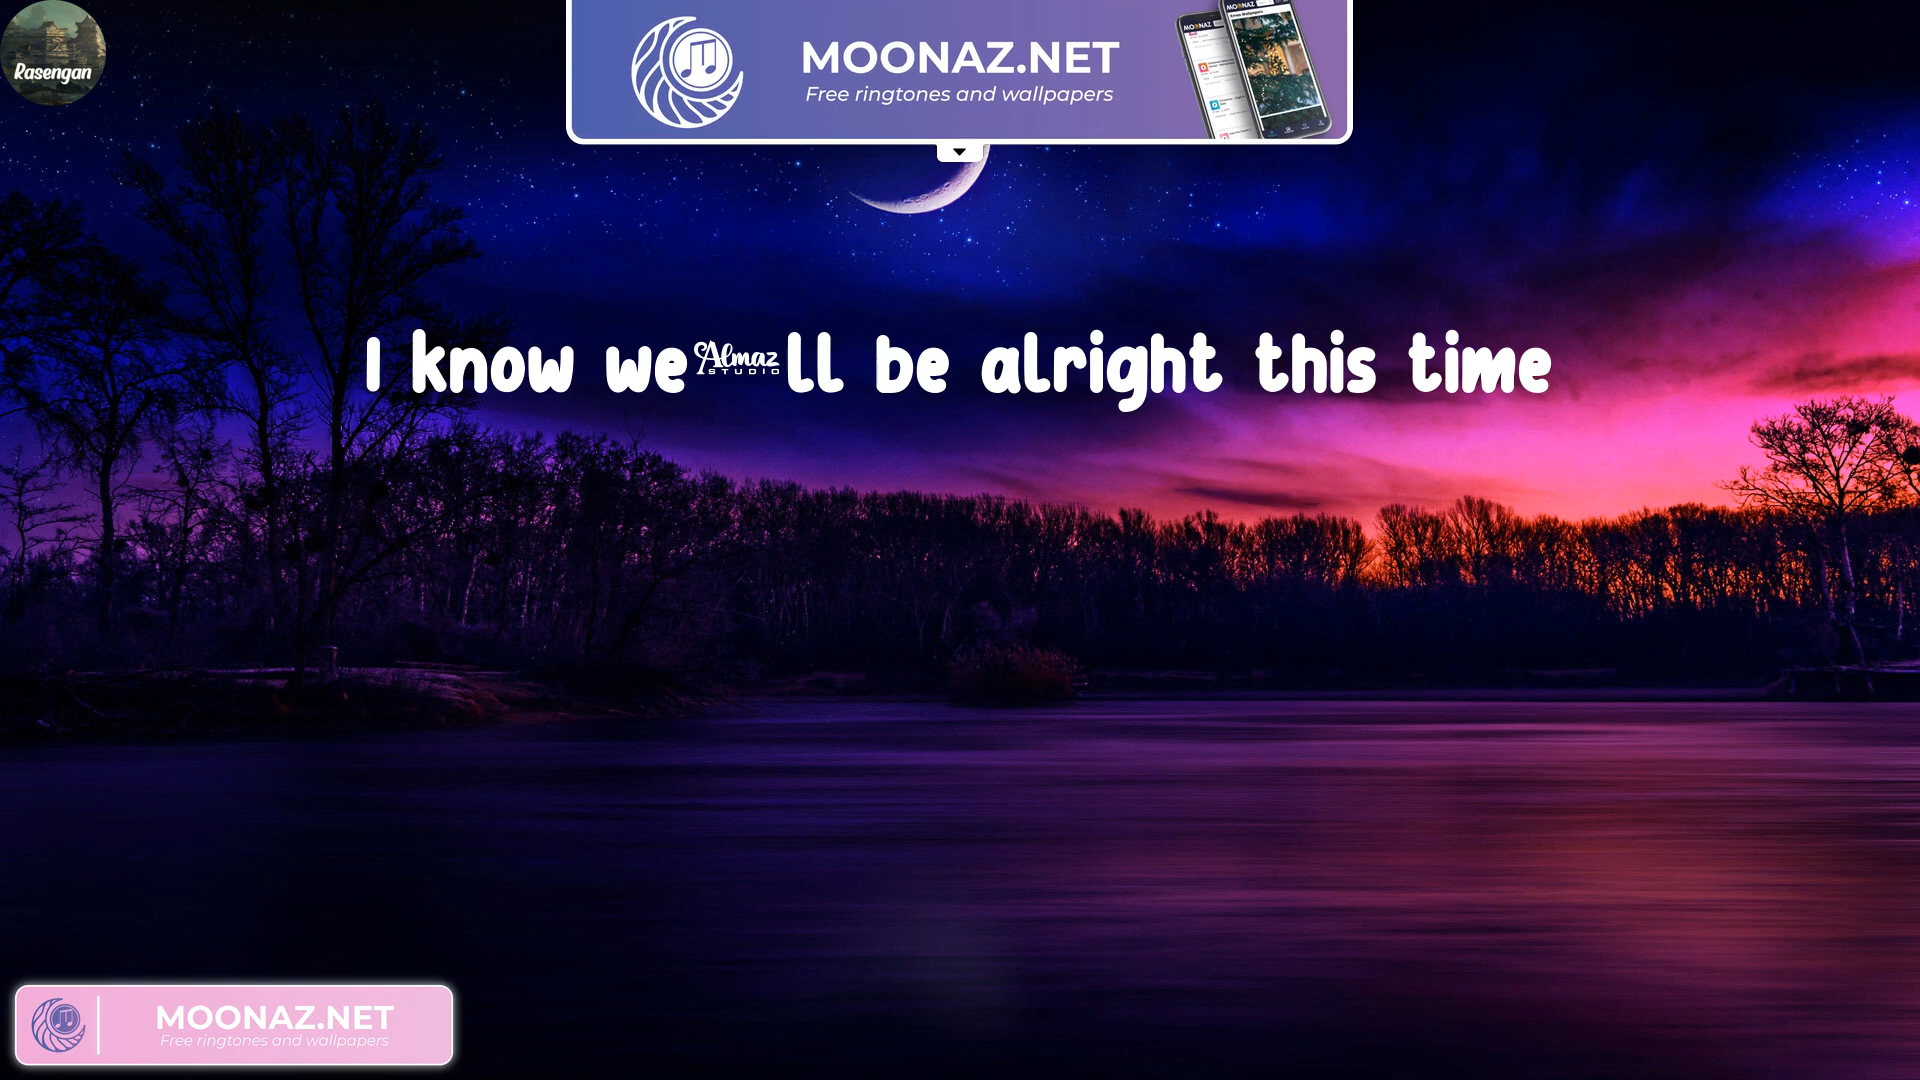 Rasengan
MOONAZ.NET
Free ringtones and wallpapers
I know we Almaz STUDIO ll be alright this time
MOONAZ.NET
Free ringtones and wallpapers